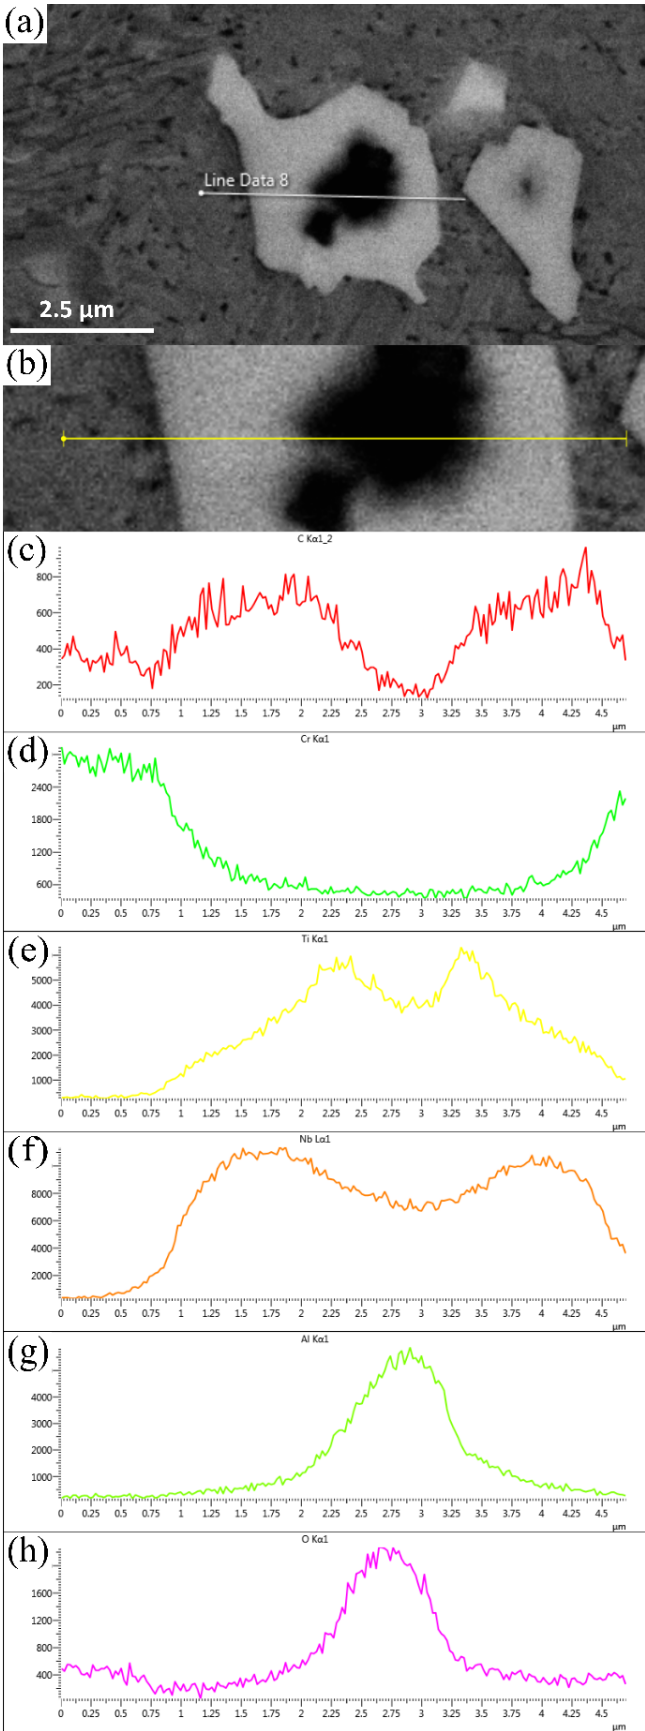 (a)
Line Data 8
2.5 µm
(b)
(c)
C Kα1_2
800
600
400
200
0 0.25 0.5 0.75 1 1.25 1.5 1.75 2 2.25 2.5 2.75 3 3.25 3.5 3.75 4 4.25 4.5
µm
(d)
Cr Kα1
2400
1800
1200
600
0 0.25 0.5 0.75 1 1.25 1.5 1.75 2 2.25 2.5 2.75 3 3.25 3.5 3.75 4 4.25 4.5
µm
(e)
Ti Kα1
5000
4000
3000
2000
1000
0 0.25 0.5 0.75 1 1.25 1.5 1.75 2 2.25 2.5 2.75 3 3.25 3.5 3.75 4 4.25 4.5
µm
(f)
Nb Lα1
8000
6000
4000
2000
0 0.25 0.5 0.75 1 1.25 1.5 1.75 2 2.25 2.5 2.75 3 3.25 3.5 3.75 4 4.25 4.5
µm
(g)
Al Kα1
4000
3000
2000
1000
0 0.25 0.5 0.75 1 1.25 1.5 1.75 2 2.25 2.5 2.75 3 3.25 3.5 3.75 4 4.25 4.5
µm
(h)
O Kα1
1600
1200
800
400
0 0.25 0.5 0.75 1 1.25 1.5 1.75 2 2.25 2.5 2.75 3 3.25 3.5 3.75 4 4.25 4.5
µm